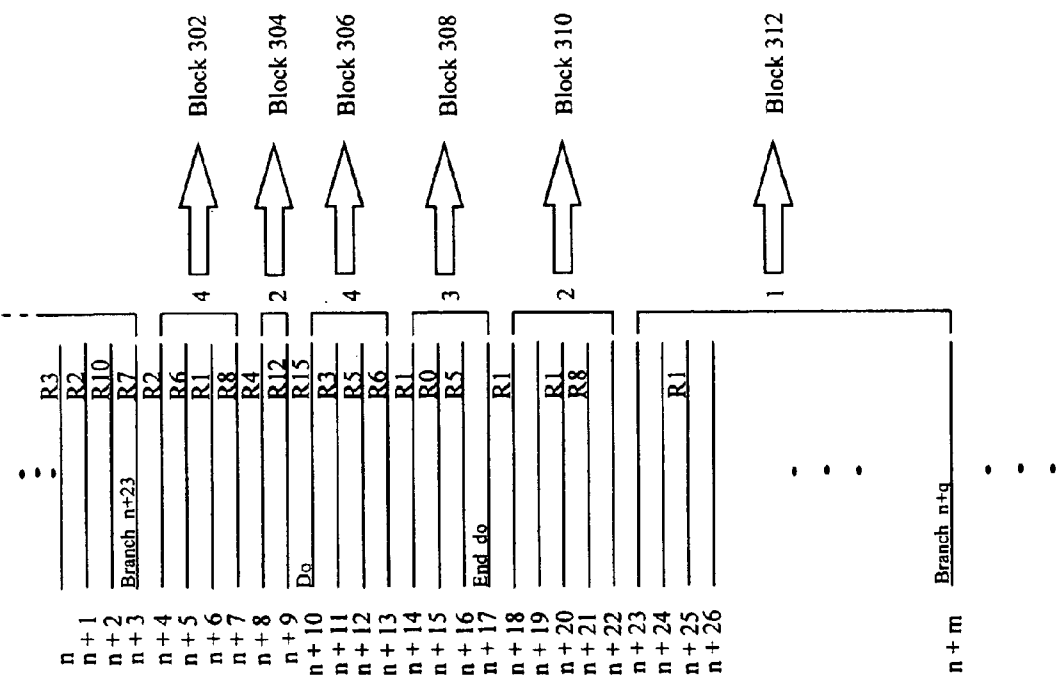 n R3
n + 1 R2
n + 2 R10
n + 3 Branch n+23 R7
n + 4 R2
n + 5 R6
n + 6 R1 4 Block 302
n + 7 R8
n + 8 R4
n + 9 R12 2 Block 304
n + 10 Do R15
n + 11 R3
n + 12 R5 4 Block 306
n + 13 R6
n + 14 R1
n + 15 R0
n + 16 R5 3 Block 308
n + 17 End do
n + 18 R1
n + 19
n + 20 R1 2 Block 310
n + 21 R8
n + 22
n + 23
n + 24
n + 25 R1
n + 26
1 Block 312
n + m Branch n+q